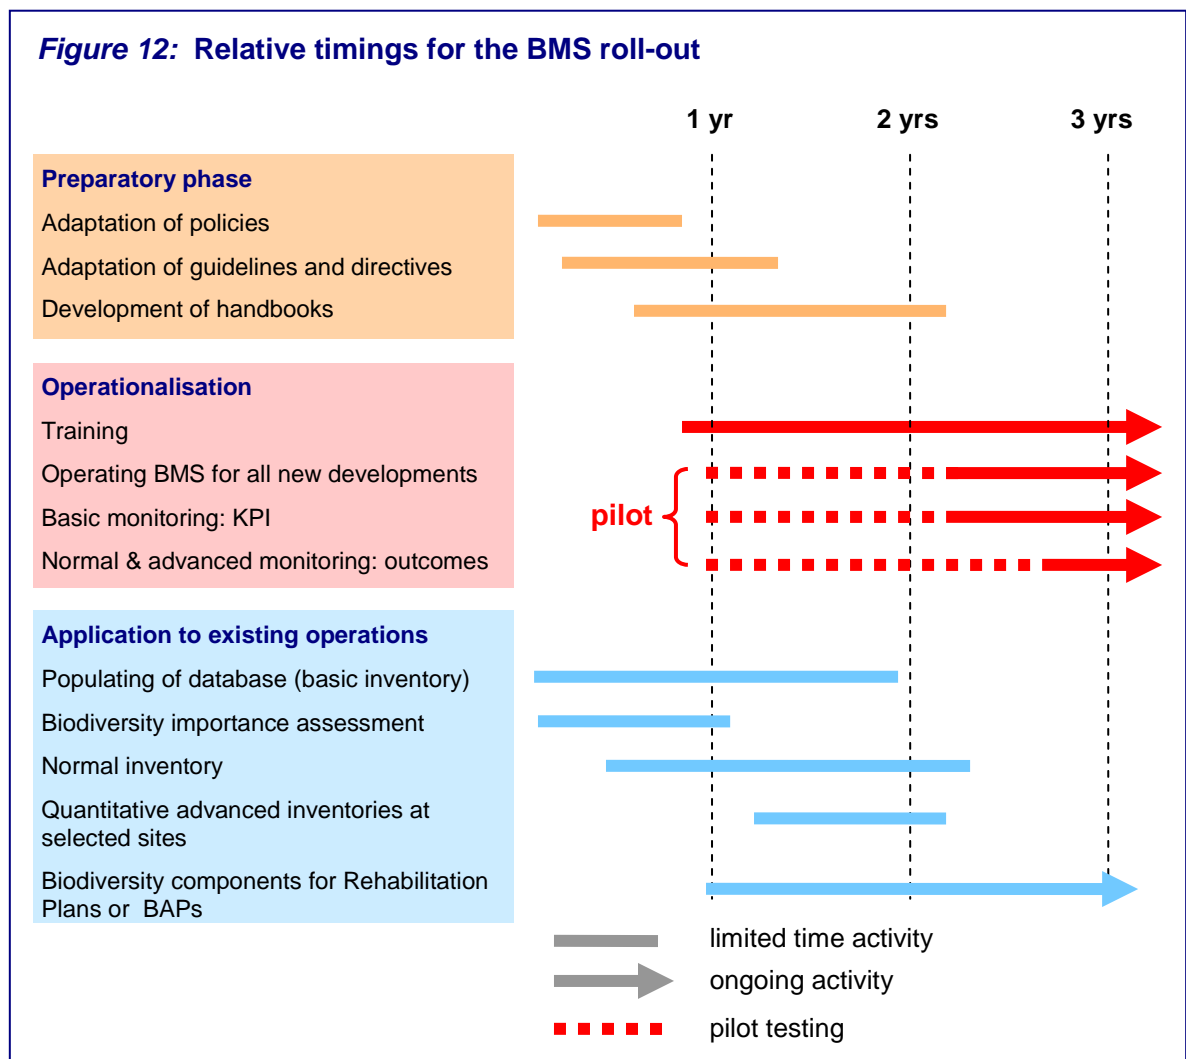 Figure 12: Relative timings for the BMS roll-out
1 yr 2 yrs 3 yrs
Preparatory phase
Adaptation of policies
Adaptation of guidelines and directives
Development of handbooks
Operationalisation
Training
Operating BMS for all new developments
Basic monitoring: KPI
pilot
Normal & advanced monitoring: outcomes
Application to existing operations
Populating of database (basic inventory)
Biodiversity importance assessment
Normal inventory
Quantitative advanced inventories at
selected sites
Biodiversity components for Rehabilitation
Plans or BAPs
limited time activity
ongoing activity
pilot testing